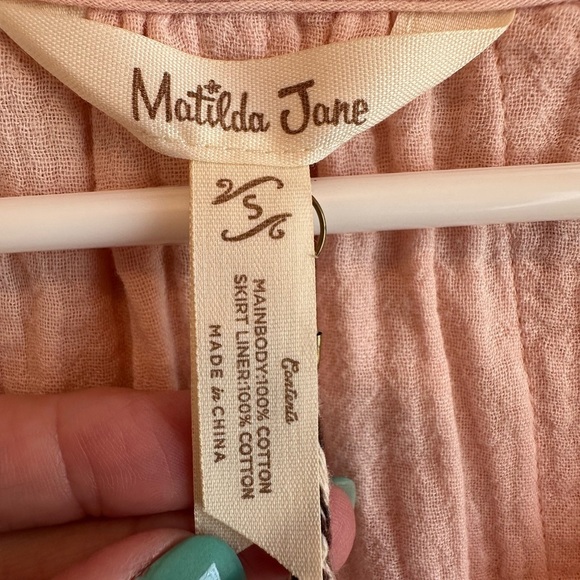 Matilda Jane
S
Contents
MAINBODY:100% COTTON
SKIRT LINER:100% COTTON
MADE in CHINA